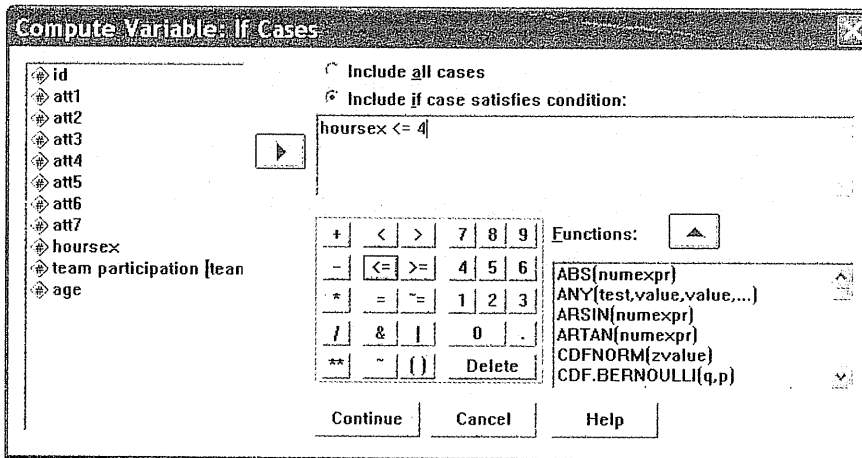 Compute Variable: If Cases
id
att1
att2
att3
att4
att5
att6
att7
hoursex
team participation [tean
age
Include all cases
Include if case satisfies condition:
hoursex <= 4
+ < > 7 8 9
- <= >= 4 5 6
* = ~= 1 2 3
/ & | 0 .
** ~ ( ) Delete
Functions:
ABS(numexpr)
ANY(test,value,value,...)
ARSIN(numexpr)
ARTAN(numexpr)
CDFNORM(zvalue)
CDF.BERNOULLI(q,p)
Continue Cancel Help